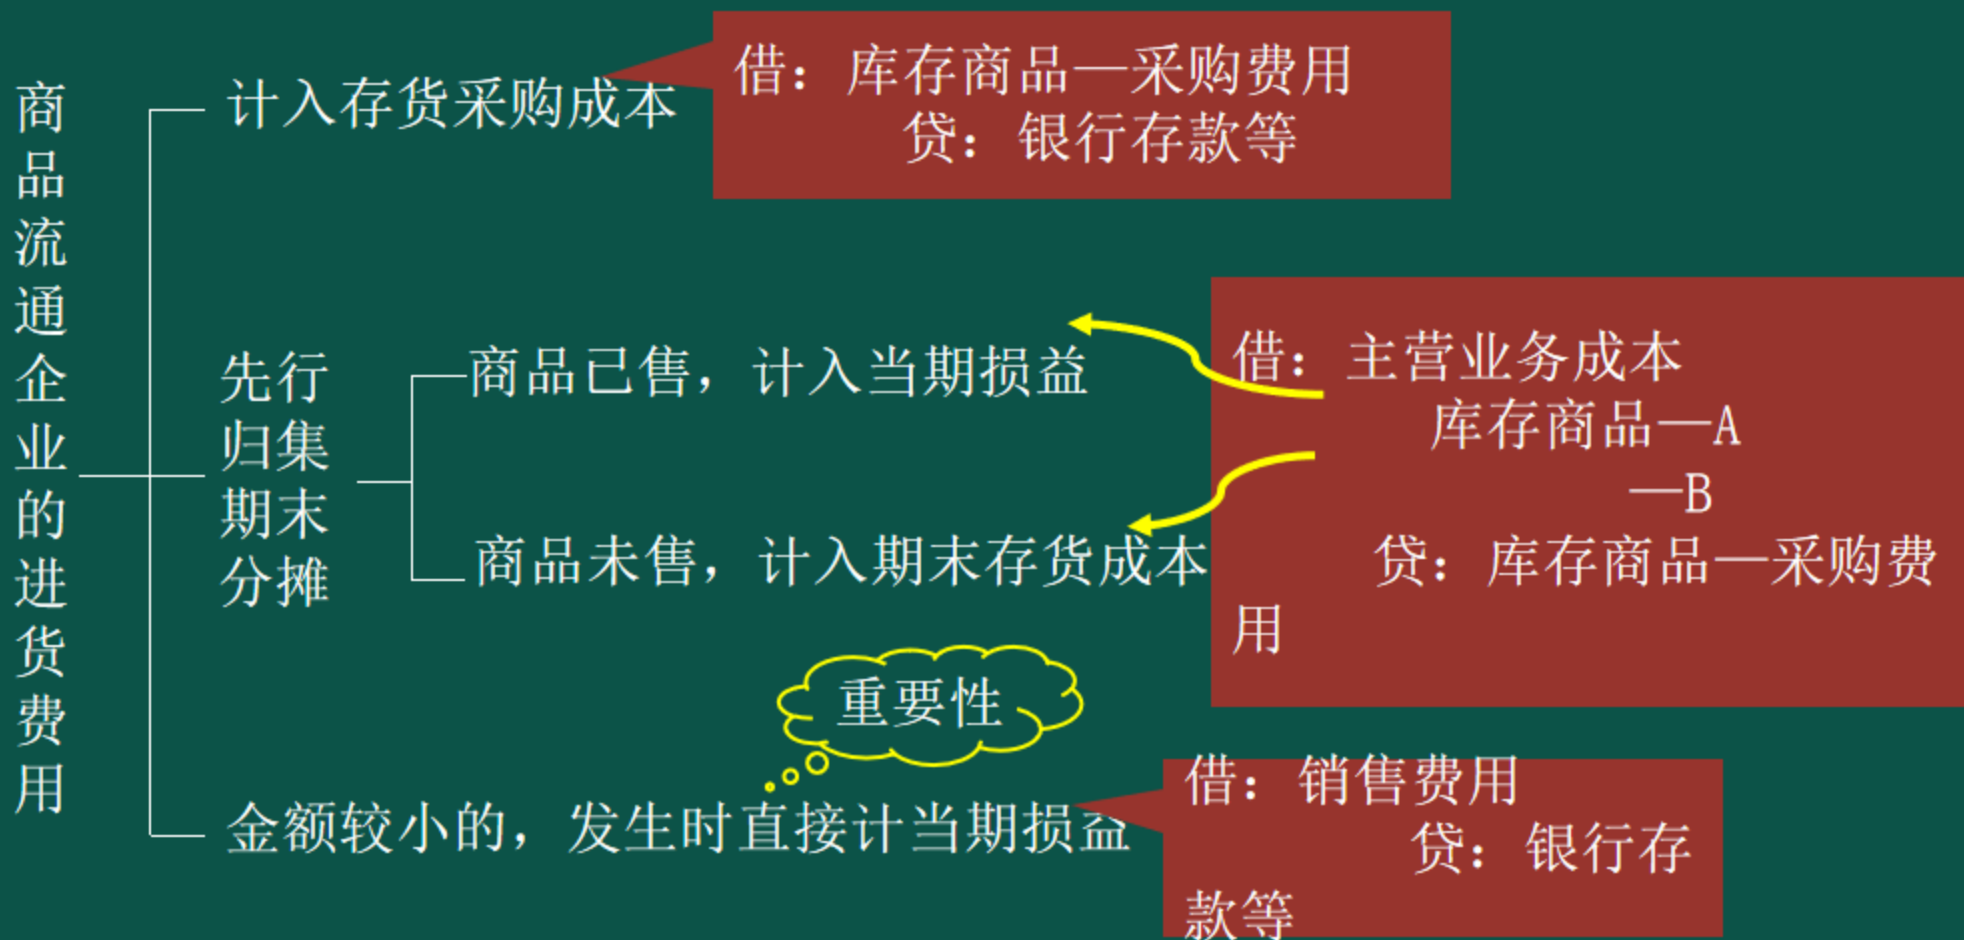 商品流通企业的进货费用
计入存货采购成本
借：库存商品—采购费用
贷：银行存款等
先行
归集
期末
分摊
商品已售，计入当期损益
商品未售，计入期末存货成本
借：主营业务成本
库存商品—A
—B
贷：库存商品—采购费
用
重要性
金额较小的，发生时直接计当期损益
借：销售费用
贷：银行存
款等